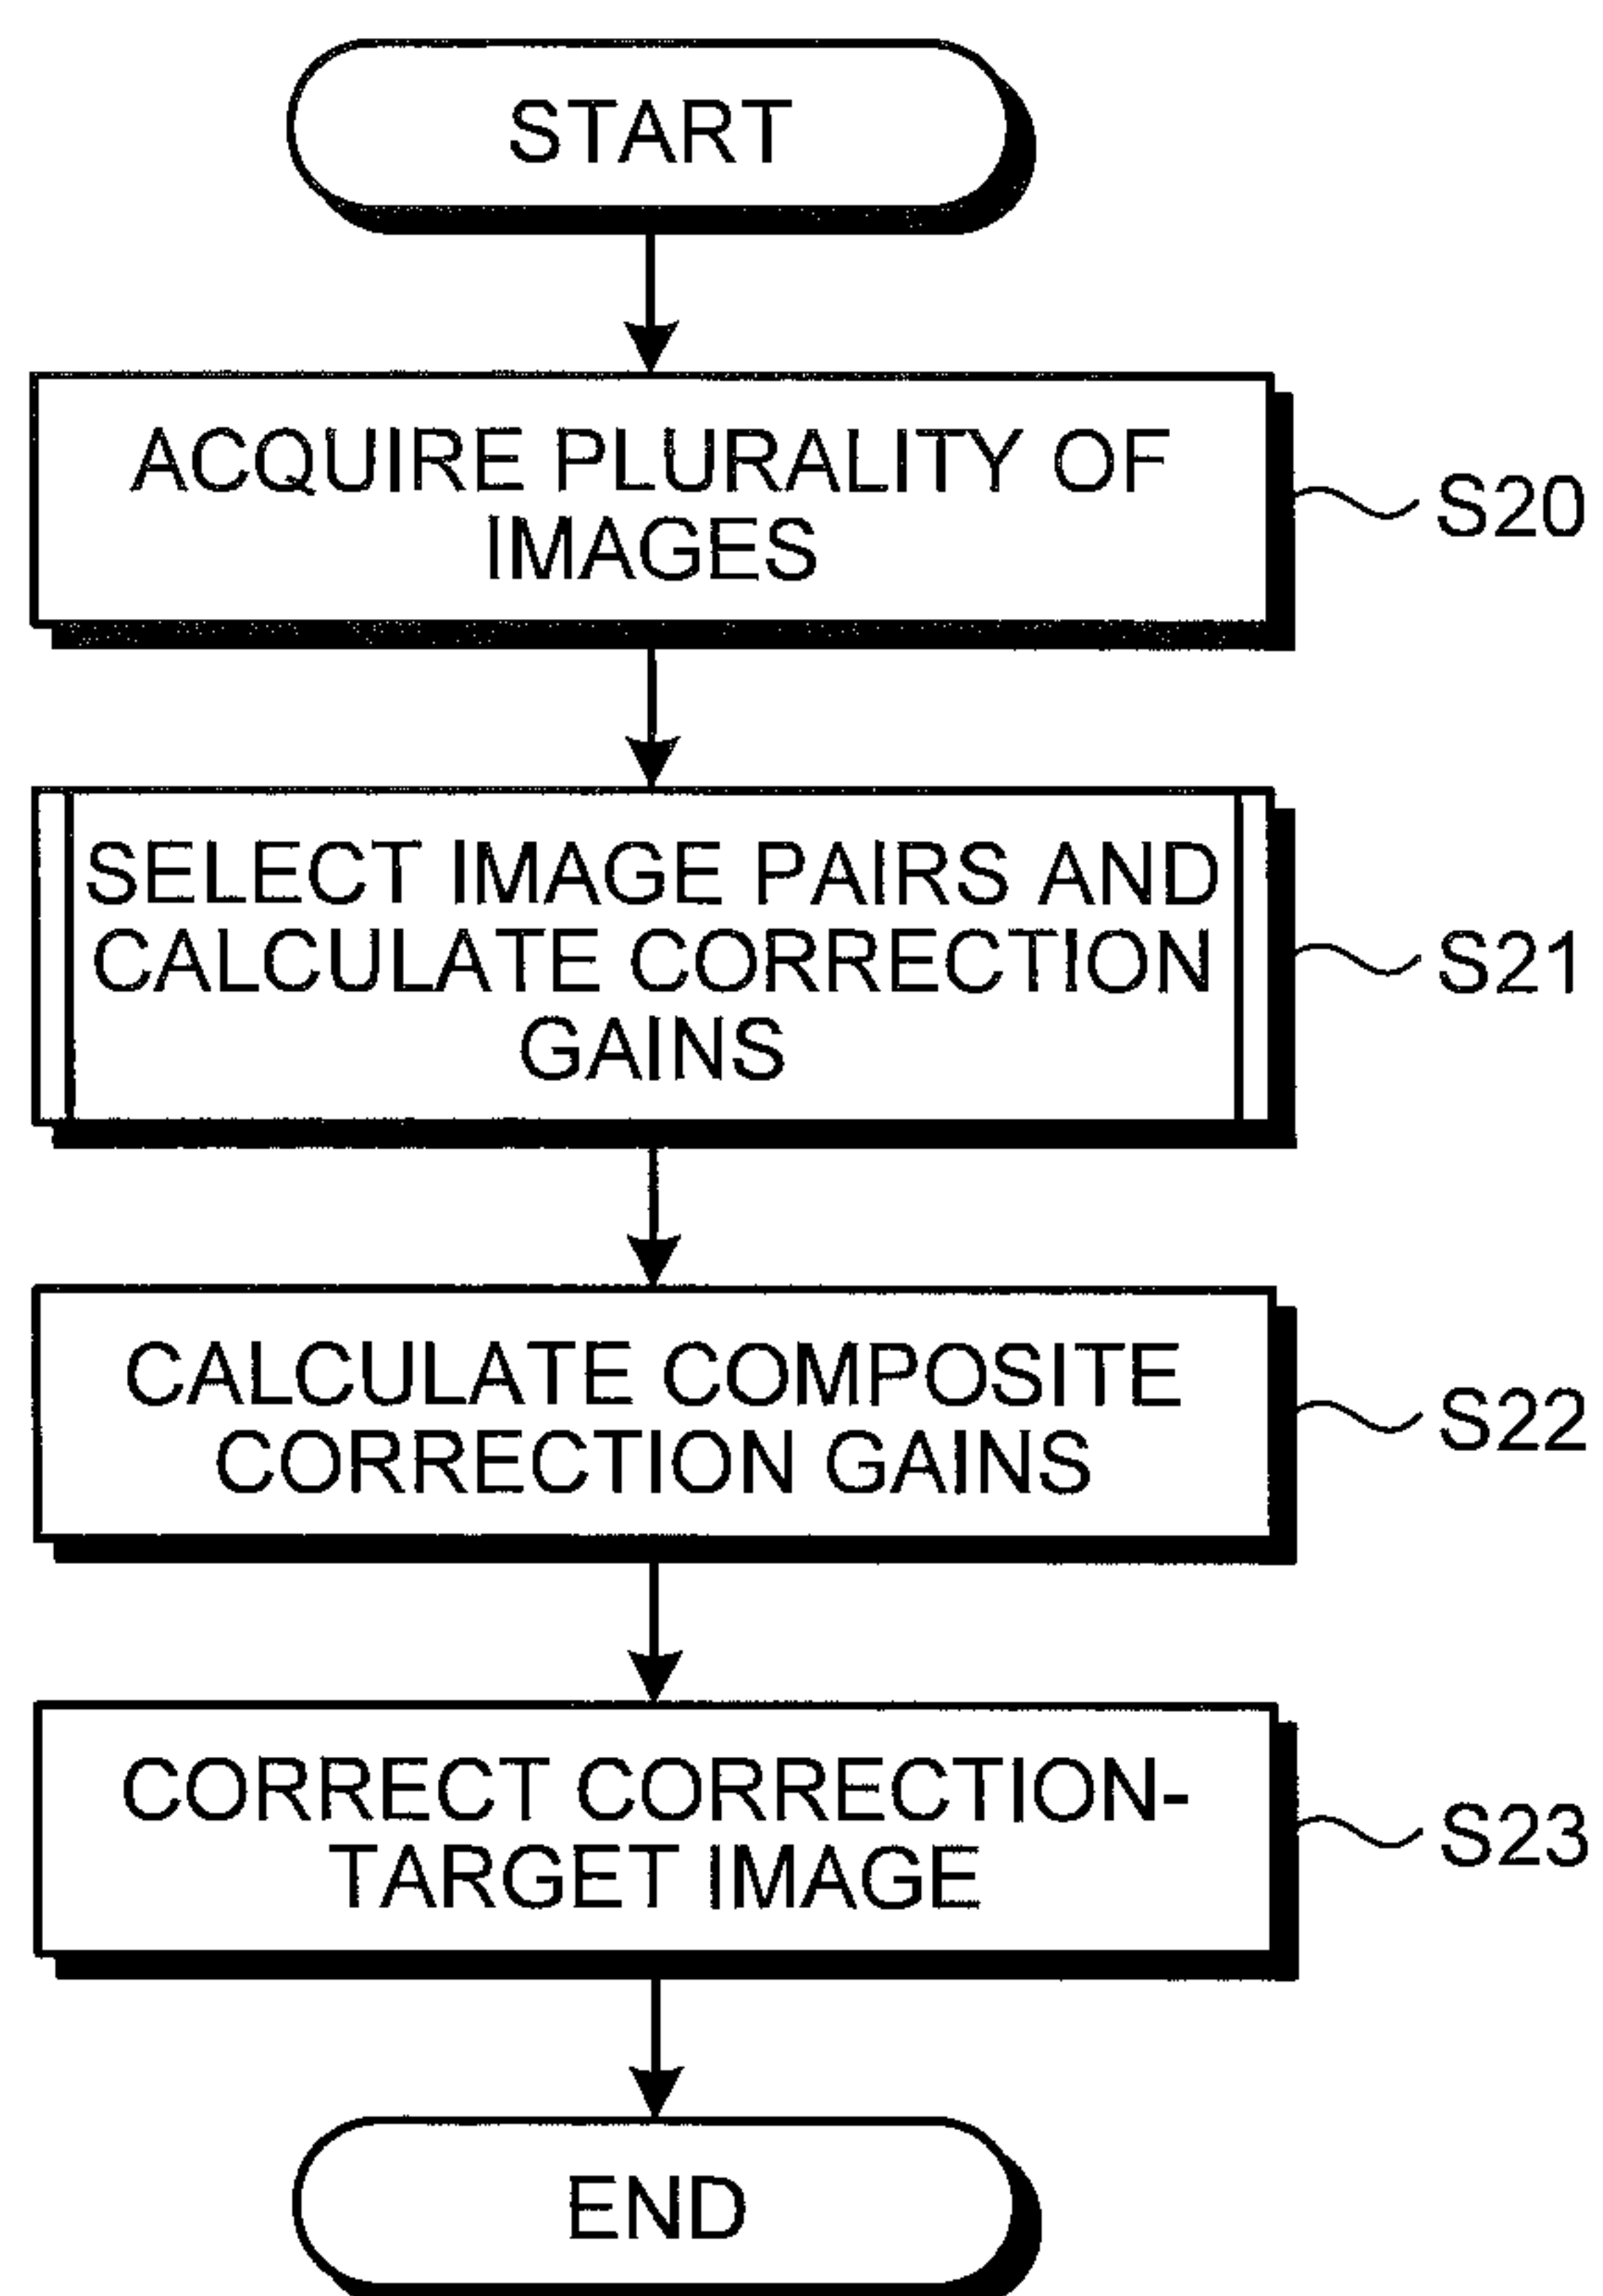 START
ACQUIRE PLURALITY OF
IMAGES
S20
SELECT IMAGE PAIRS AND
CALCULATE CORRECTION
GAINS
S21
CALCULATE COMPOSITE
CORRECTION GAINS
S22
CORRECT CORRECTION-
TARGET IMAGE
S23
END